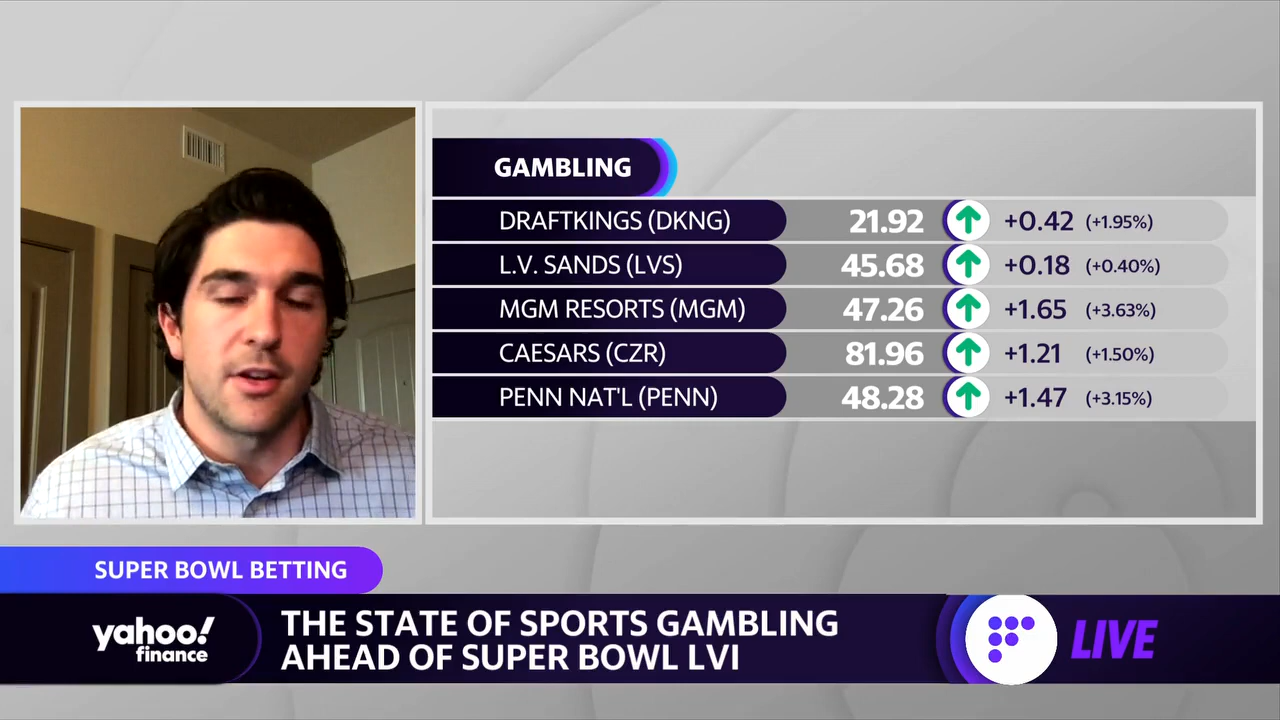 GAMBLING
DRAFTKINGS (DKNG) 21.92 +0.42 (+1.95%)
L.V. SANDS (LVS) 45.68 +0.18 (+0.40%)
MGM RESORTS (MGM) 47.26 +1.65 (+3.63%)
CAESARS (CZR) 81.96 +1.21 (+1.50%)
PENN NAT'L (PENN) 48.28 +1.47 (+3.15%)
SUPER BOWL BETTING
yahoo!
finance
THE STATE OF SPORTS GAMBLING
AHEAD OF SUPER BOWL LVI
LIVE